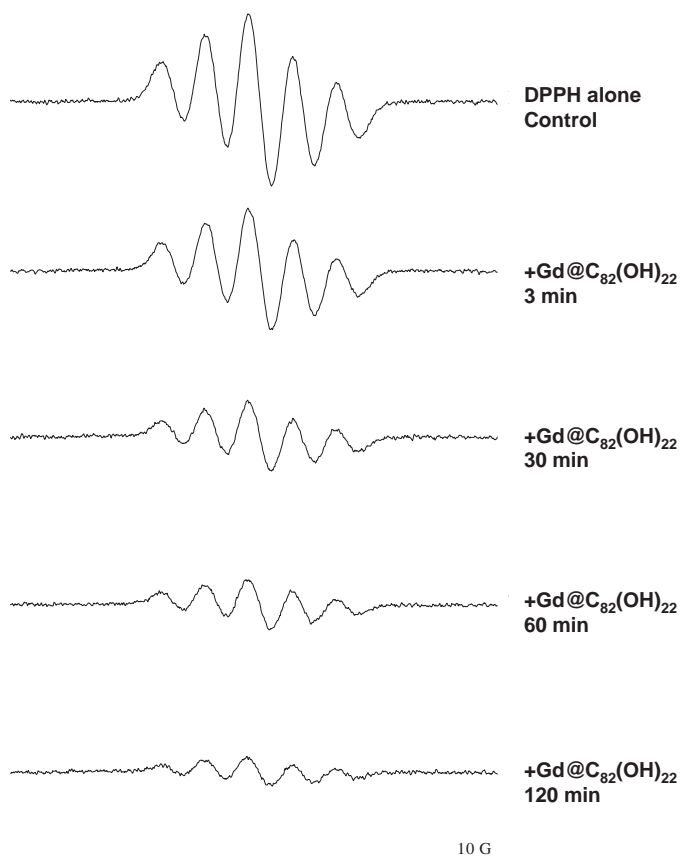 DPPH alone
Control
+Gd@C₈₂(OH)₂₂
3 min
+Gd@C₈₂(OH)₂₂
30 min
+Gd@C₈₂(OH)₂₂
60 min
+Gd@C₈₂(OH)₂₂
120 min
10 G